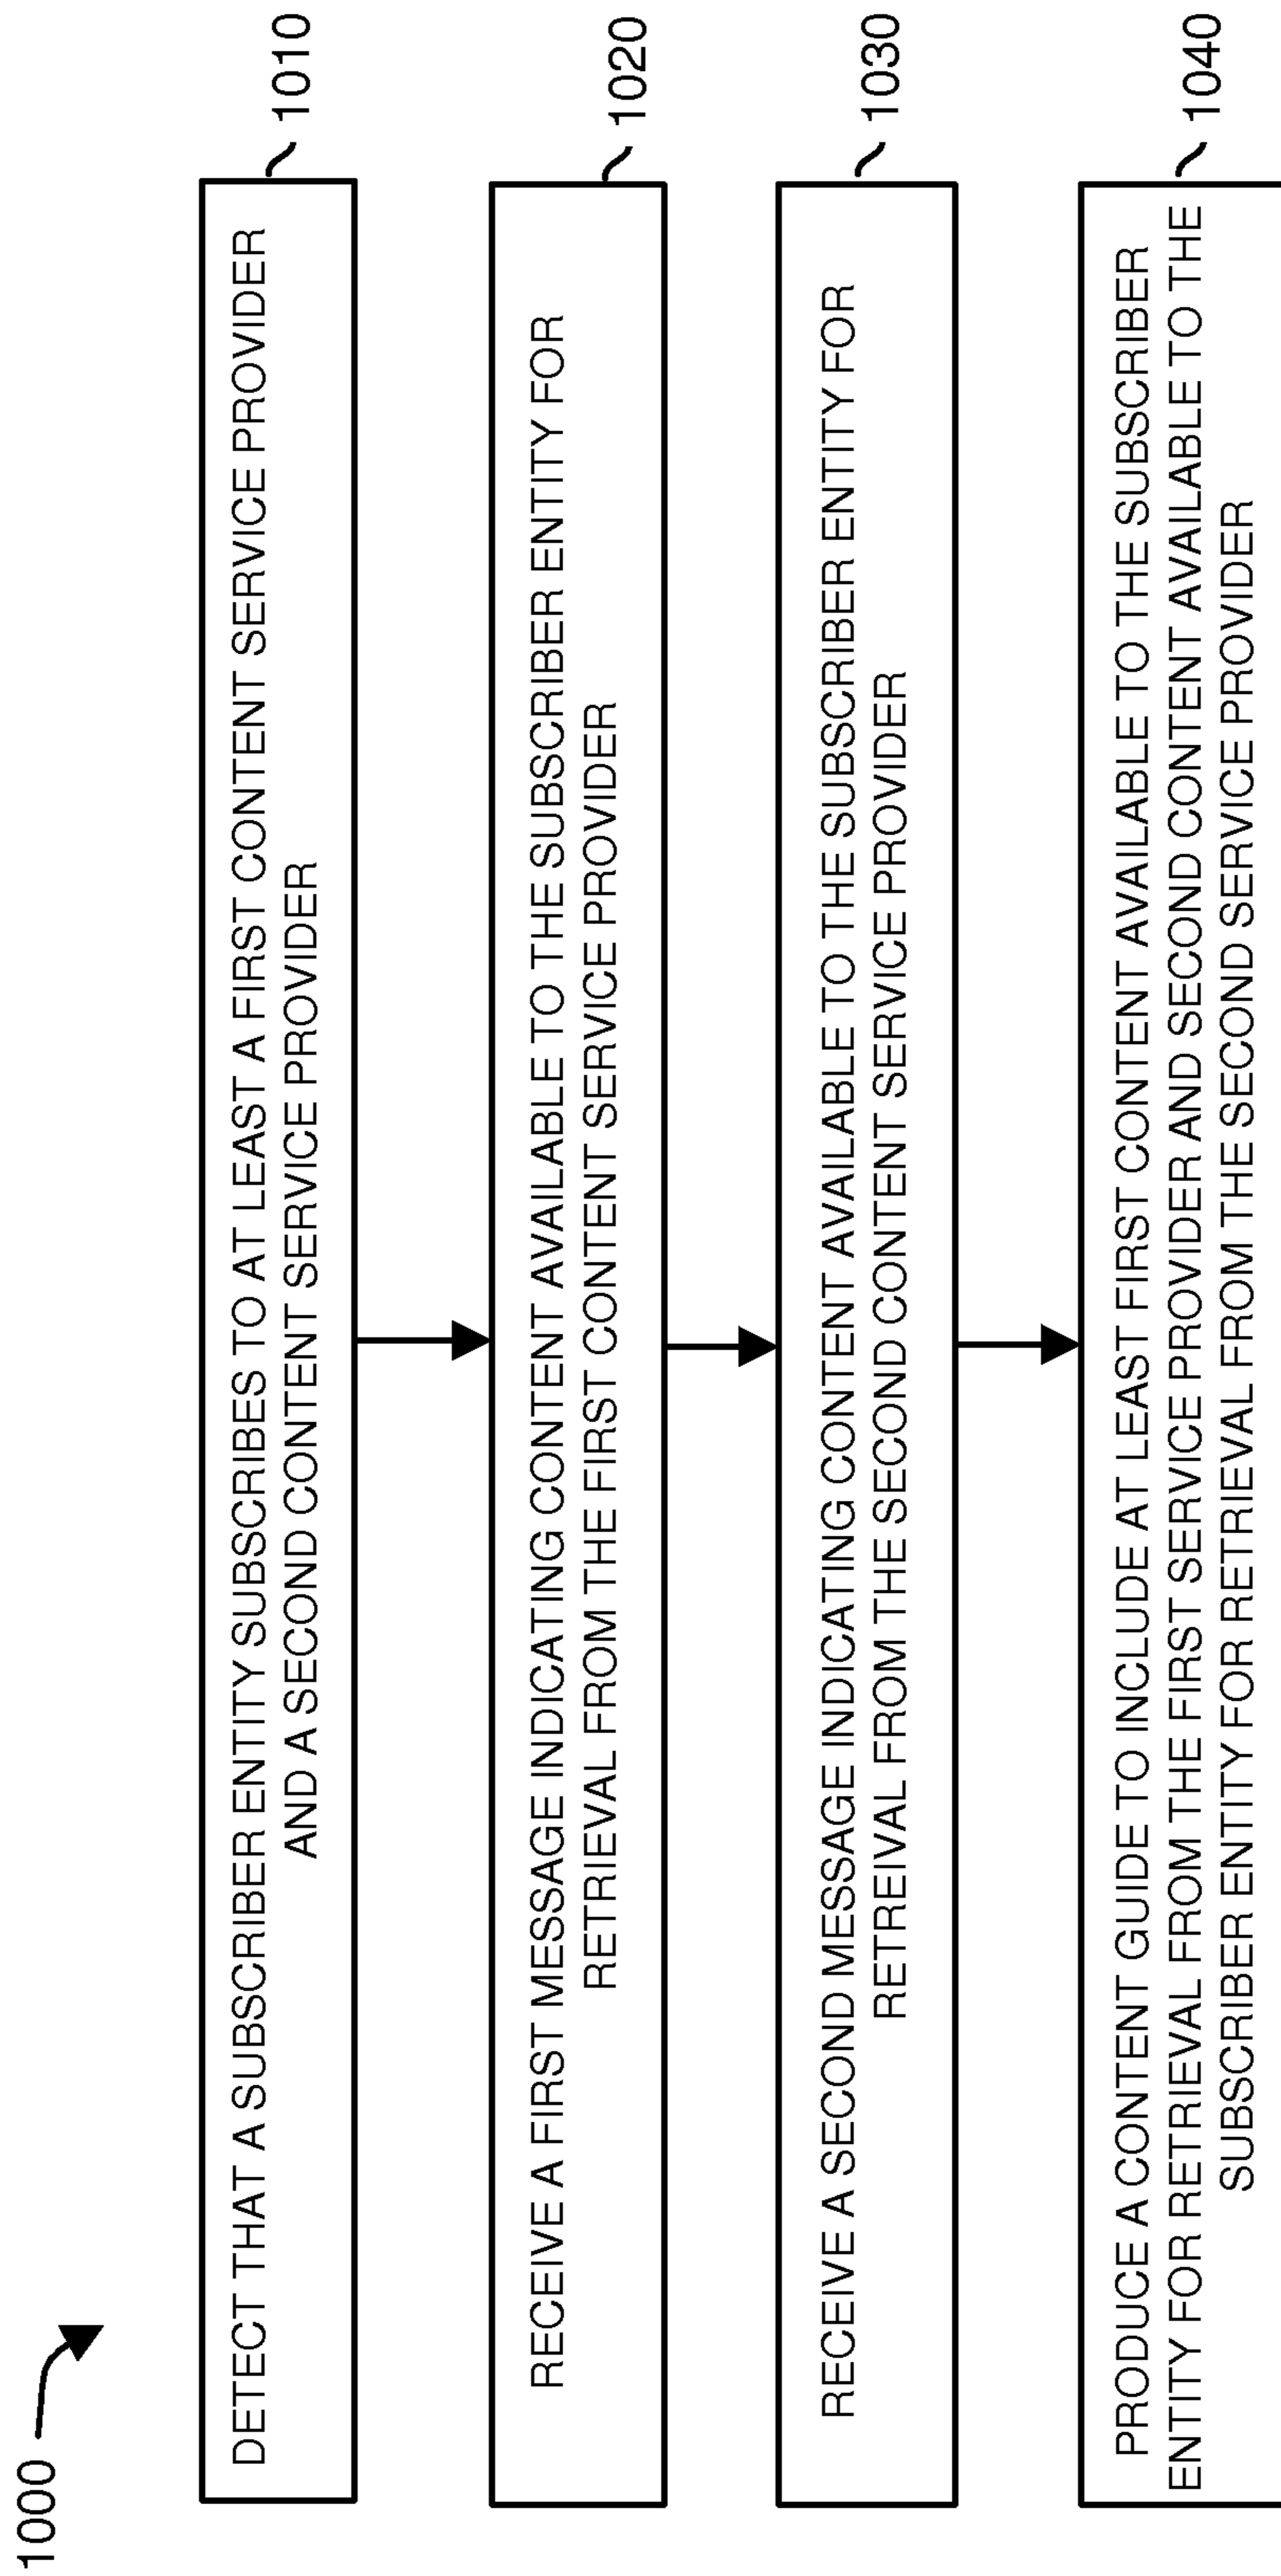 1000
DETECT THAT A SUBSCRIBER ENTITY SUBSCRIBES TO AT LEAST A FIRST CONTENT SERVICE PROVIDER
AND A SECOND CONTENT SERVICE PROVIDER
1010
RECEIVE A FIRST MESSAGE INDICATING CONTENT AVAILABLE TO THE SUBSCRIBER ENTITY FOR
RETRIEVAL FROM THE FIRST CONTENT SERVICE PROVIDER
1020
RECEIVE A SECOND MESSAGE INDICATING CONTENT AVAILABLE TO THE SUBSCRIBER ENTITY FOR
RETREIVAL FROM THE SECOND CONTENT SERVICE PROVIDER
1030
PRODUCE A CONTENT GUIDE TO INCLUDE AT LEAST FIRST CONTENT AVAILABLE TO THE SUBSCRIBER
ENTITY FOR RETRIEVAL FROM THE FIRST SERVICE PROVIDER AND SECOND CONTENT AVAILABLE TO THE
SUBSCRIBER ENTITY FOR RETRIEVAL FROM THE SECOND SERVICE PROVIDER
1040